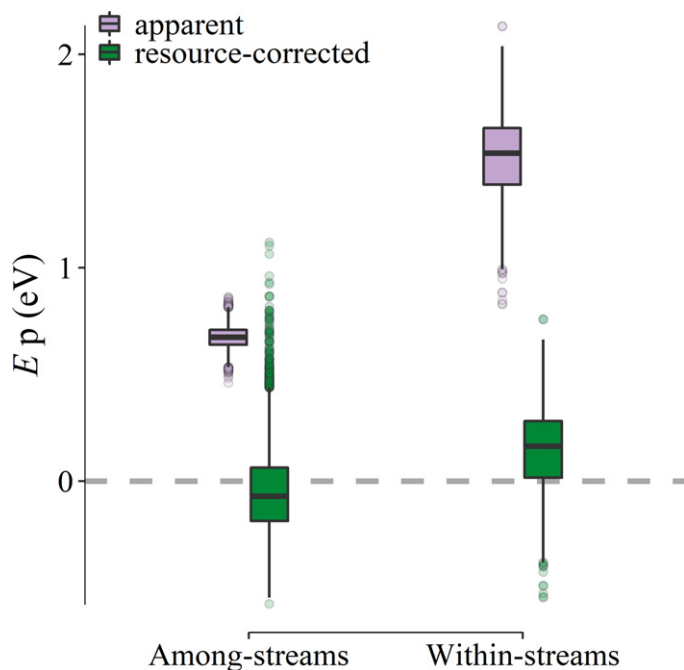 apparent
resource-corrected
2
1
0
E p (eV)
Among-streams
Within-streams